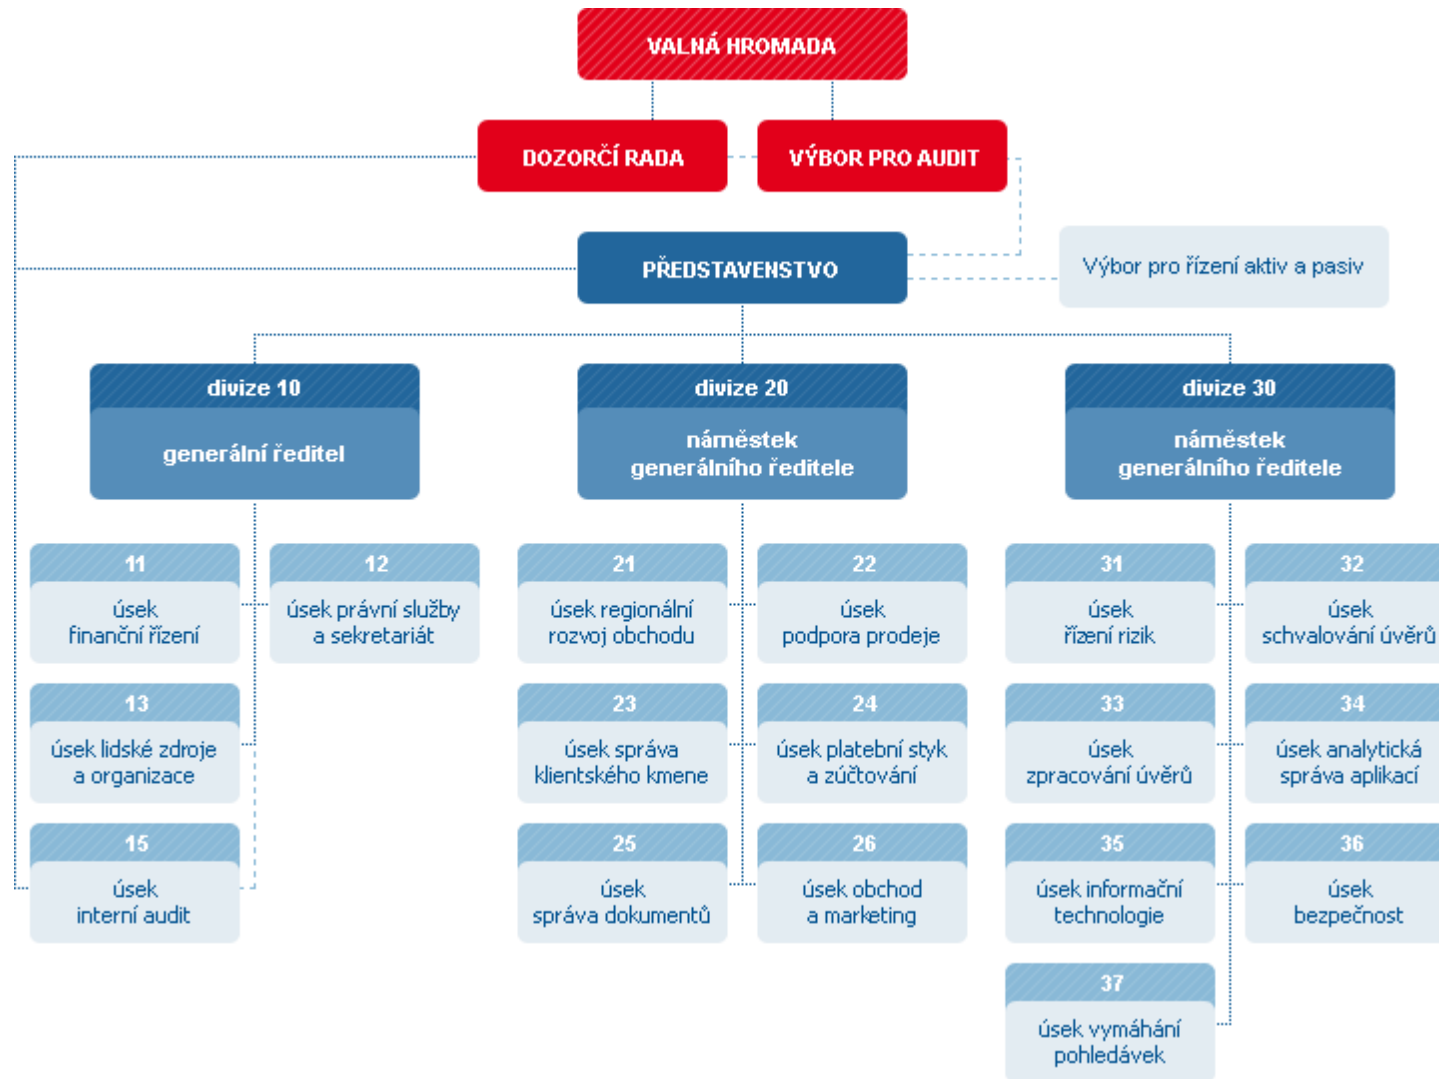 VALNÁ HROMADA
DOZORČÍ RADA
VÝBOR PRO AUDIT
PŘEDSTAVENSTVO
Výbor pro řízení aktiv a pasiv
divize 10
generální ředitel
divize 20
náměstek
generálního ředitele
divize 30
náměstek
generálního ředitele
11
úsek
finanční řízení
12
úsek právní služby
a sekretariát
13
úsek lidské zdroje
a organizace
15
úsek
interní audit
21
úsek regionální
rozvoj obchodu
22
úsek
podpora prodeje
23
úsek správa
klientského kmene
24
úsek platební styk
a zúčtování
25
úsek
správa dokumentů
26
úsek obchod
a marketing
31
úsek
řízení rizik
32
úsek
schvalování úvěrů
33
úsek
zpracování úvěrů
34
úsek analytická
správa aplikací
35
úsek informační
technologie
36
úsek
bezpečnost
37
úsek vymáhání
pohledávek